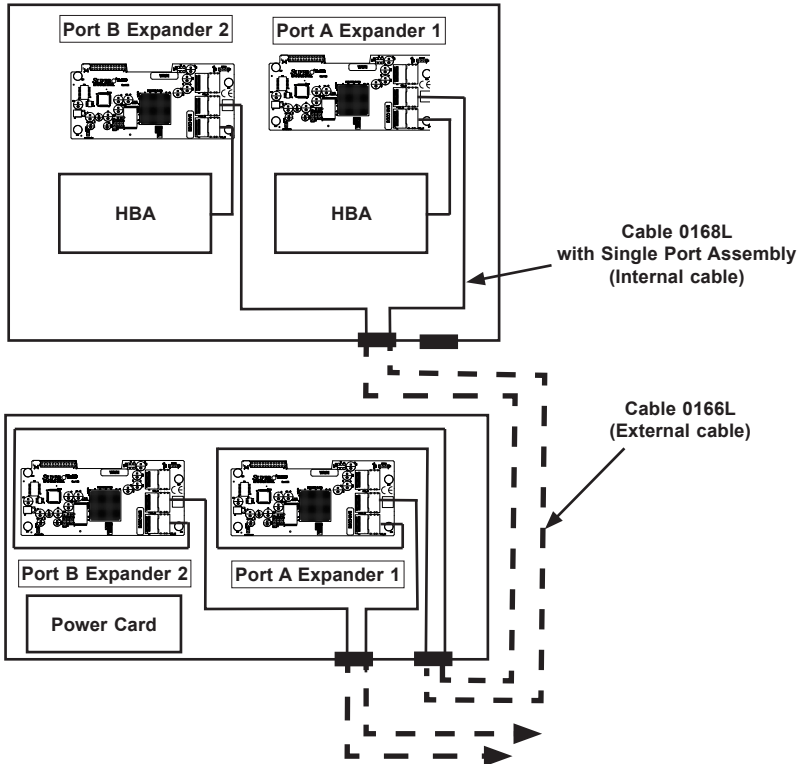 Port B Expander 2
Port A Expander 1
HBA
HBA
Cable 0168L
with Single Port Assembly
(Internal cable)
Cable 0166L
(External cable)
Port B Expander 2
Port A Expander 1
Power Card